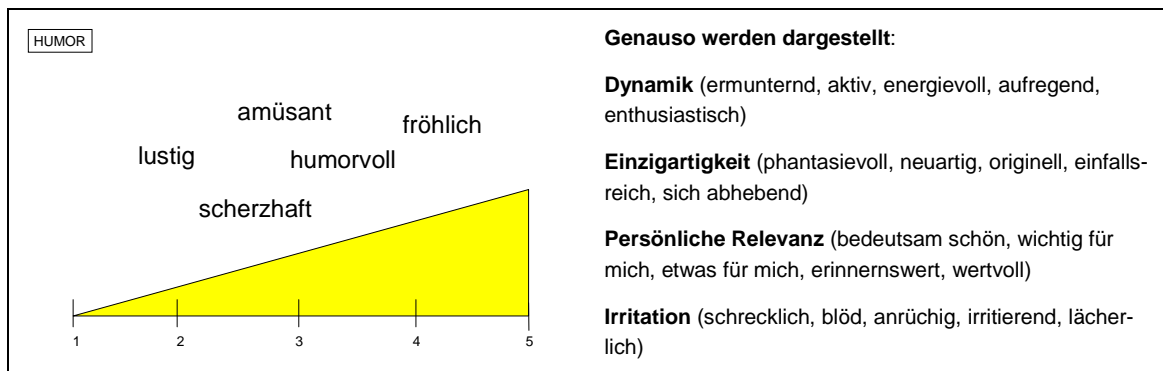 HUMOR
amüsant
fröhlich
lustig
humorvoll
scherzhaft
1 2 3 4 5
Genauso werden dargestellt:
Dynamik (ermunternd, aktiv, energievoll, aufregend,
enthusiastisch)
Einzigartigkeit (phantasievoll, neuartig, originell, einfalls-
reich, sich abhebend)
Persönliche Relevanz (bedeutsam schön, wichtig für
mich, etwas für mich, erinnernswert, wertvoll)
Irritation (schrecklich, blöd, anrüchig, irritierend, lächer-
lich)